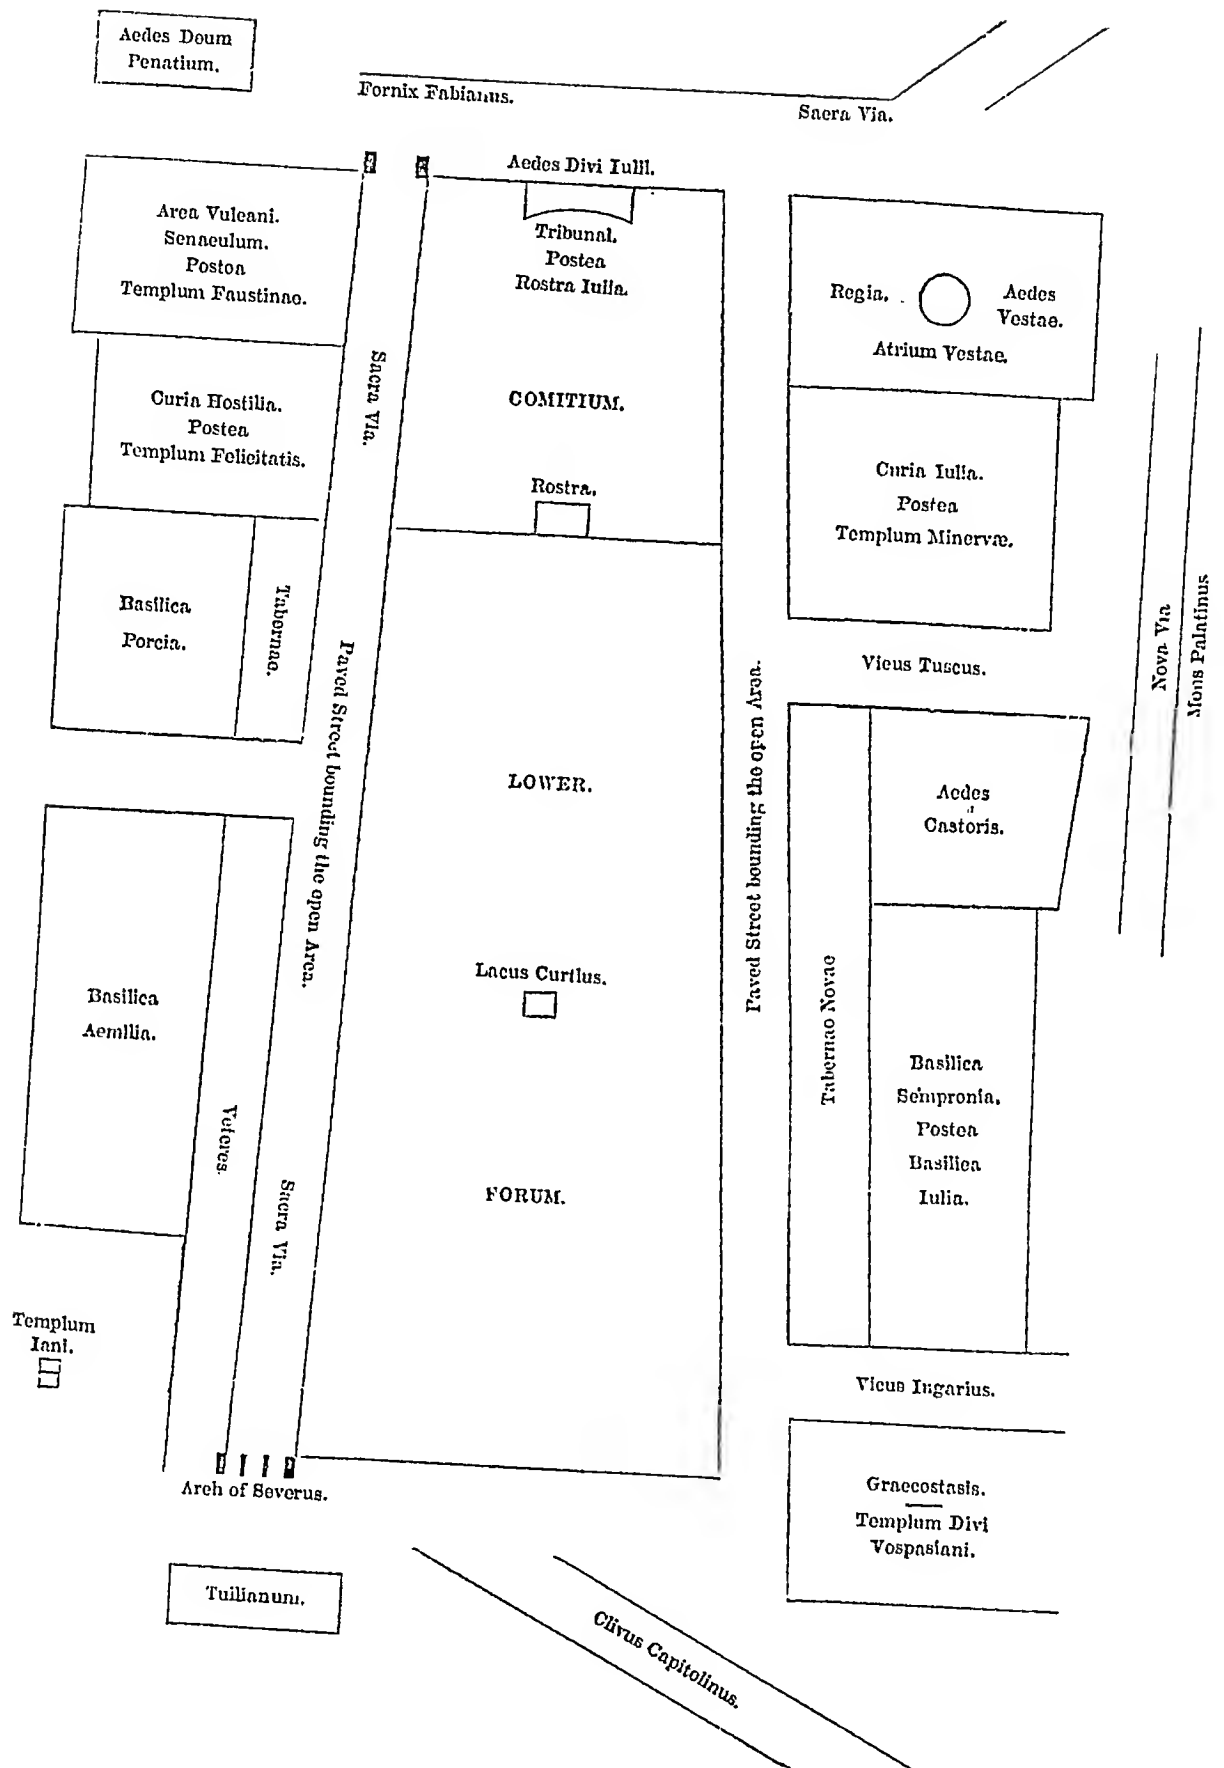 Aedes Deum
Penatium.
Fornix Fabianus.
Sacra Via.
Aedes Divi Iulii.
Area Vulcani.
Senaculum.
Postea
Templum Faustinae.
Tribunal.
Postea
Rostra Iulia.
Regia.
Aedes
Vestae.
Atrium Vestae.
Sacra Via.
Curia Hostilia.
Postea
Templum Felicitatis.
COMITIUM.
Rostra.
Curia Iulia.
Postea
Templum Minervæ.
Basilica
Porcia.
Tabernae.
Paved Street bounding the open Area.
Vicus Tuscus.
Nova Via
Mons Palatinus
LOWER.
Paved Street bounding the open Area.
Aedes
Castoris.
Lacus Curtius.
Tabernae Novae
Basilica
Aemilia.
Veteres.
Sacra Via.
FORUM.
Basilica
Sempronia.
Postea
Basilica
Iulia.
Templum
Iani.
Vicus Iugarius.
Arch of Severus.
Graecostasis.
Templum Divi
Vespasiani.
Tullianum.
Clivus Capitolinus.